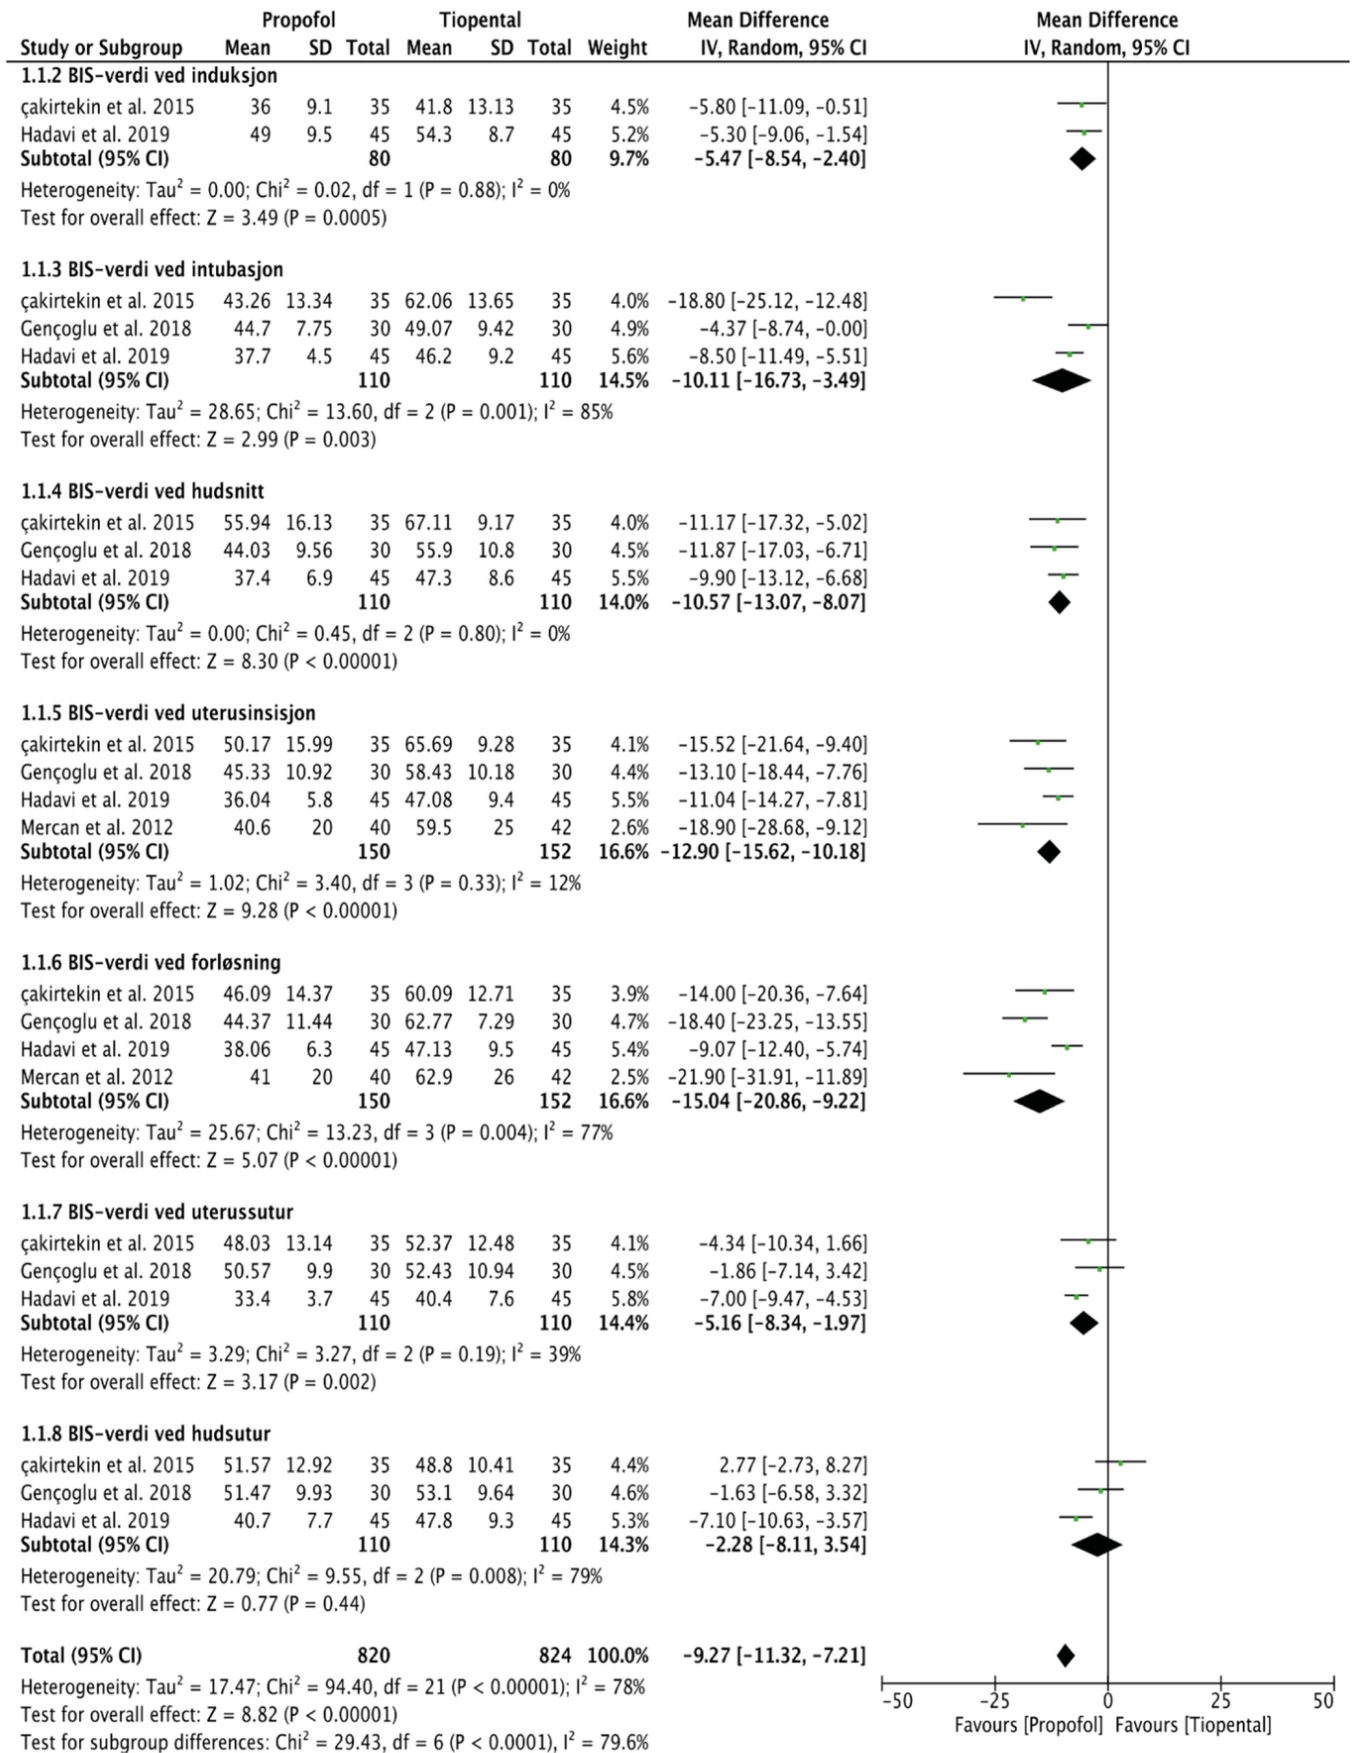 Propofol Tiopental Mean Difference Mean Difference
Study or Subgroup Mean SD Total Mean SD Total Weight IV, Random, 95% CI IV, Random, 95% CI
1.1.2 BIS-verdi ved induksjon
çakirtekin et al. 2015 36 9.1 35 41.8 13.13 35 4.5% -5.80 [-11.09, -0.51]
Hadavi et al. 2019 49 9.5 45 54.3 8.7 45 5.2% -5.30 [-9.06, -1.54]
Subtotal (95% CI) 80 80 9.7% -5.47 [-8.54, -2.40]
Heterogeneity: Tau² = 0.00; Chi² = 0.02, df = 1 (P = 0.88); I² = 0%
Test for overall effect: Z = 3.49 (P = 0.0005)
1.1.3 BIS-verdi ved intubasjon
çakirtekin et al. 2015 43.26 13.34 35 62.06 13.65 35 4.0% -18.80 [-25.12, -12.48]
Gençoglu et al. 2018 44.7 7.75 30 49.07 9.42 30 4.9% -4.37 [-8.74, -0.00]
Hadavi et al. 2019 37.7 4.5 45 46.2 9.2 45 5.6% -8.50 [-11.49, -5.51]
Subtotal (95% CI) 110 110 14.5% -10.11 [-16.73, -3.49]
Heterogeneity: Tau² = 28.65; Chi² = 13.60, df = 2 (P = 0.001); I² = 85%
Test for overall effect: Z = 2.99 (P = 0.003)
1.1.4 BIS-verdi ved hudsnitt
çakirtekin et al. 2015 55.94 16.13 35 67.11 9.17 35 4.0% -11.17 [-17.32, -5.02]
Gençoglu et al. 2018 44.03 9.56 30 55.9 10.8 30 4.5% -11.87 [-17.03, -6.71]
Hadavi et al. 2019 37.4 6.9 45 47.3 8.6 45 5.5% -9.90 [-13.12, -6.68]
Subtotal (95% CI) 110 110 14.0% -10.57 [-13.07, -8.07]
Heterogeneity: Tau² = 0.00; Chi² = 0.45, df = 2 (P = 0.80); I² = 0%
Test for overall effect: Z = 8.30 (P < 0.00001)
1.1.5 BIS-verdi ved uterusinsisjon
çakirtekin et al. 2015 50.17 15.99 35 65.69 9.28 35 4.1% -15.52 [-21.64, -9.40]
Gençoglu et al. 2018 45.33 10.92 30 58.43 10.18 30 4.4% -13.10 [-18.44, -7.76]
Hadavi et al. 2019 36.04 5.8 45 47.08 9.4 45 5.5% -11.04 [-14.27, -7.81]
Mercan et al. 2012 40.6 20 40 59.5 25 42 2.6% -18.90 [-28.68, -9.12]
Subtotal (95% CI) 150 152 16.6% -12.90 [-15.62, -10.18]
Heterogeneity: Tau² = 1.02; Chi² = 3.40, df = 3 (P = 0.33); I² = 12%
Test for overall effect: Z = 9.28 (P < 0.00001)
1.1.6 BIS-verdi ved forløsning
çakirtekin et al. 2015 46.09 14.37 35 60.09 12.71 35 3.9% -14.00 [-20.36, -7.64]
Gençoglu et al. 2018 44.37 11.44 30 62.77 7.29 30 4.7% -18.40 [-23.25, -13.55]
Hadavi et al. 2019 38.06 6.3 45 47.13 9.5 45 5.4% -9.07 [-12.40, -5.74]
Mercan et al. 2012 41 20 40 62.9 26 42 2.5% -21.90 [-31.91, -11.89]
Subtotal (95% CI) 150 152 16.6% -15.04 [-20.86, -9.22]
Heterogeneity: Tau² = 25.67; Chi² = 13.23, df = 3 (P = 0.004); I² = 77%
Test for overall effect: Z = 5.07 (P < 0.00001)
1.1.7 BIS-verdi ved uterussutur
çakirtekin et al. 2015 48.03 13.14 35 52.37 12.48 35 4.1% -4.34 [-10.34, 1.66]
Gençoglu et al. 2018 50.57 9.9 30 52.43 10.94 30 4.5% -1.86 [-7.14, 3.42]
Hadavi et al. 2019 33.4 3.7 45 40.4 7.6 45 5.8% -7.00 [-9.47, -4.53]
Subtotal (95% CI) 110 110 14.4% -5.16 [-8.34, -1.97]
Heterogeneity: Tau² = 3.29; Chi² = 3.27, df = 2 (P = 0.19); I² = 39%
Test for overall effect: Z = 3.17 (P = 0.002)
1.1.8 BIS-verdi ved hudsutur
çakirtekin et al. 2015 51.57 12.92 35 48.8 10.41 35 4.4% 2.77 [-2.73, 8.27]
Gençoglu et al. 2018 51.47 9.93 30 53.1 9.64 30 4.6% -1.63 [-6.58, 3.32]
Hadavi et al. 2019 40.7 7.7 45 47.8 9.3 45 5.3% -7.10 [-10.63, -3.57]
Subtotal (95% CI) 110 110 14.3% -2.28 [-8.11, 3.54]
Heterogeneity: Tau² = 20.79; Chi² = 9.55, df = 2 (P = 0.008); I² = 79%
Test for overall effect: Z = 0.77 (P = 0.44)
Total (95% CI) 820 824 100.0% -9.27 [-11.32, -7.21]
Heterogeneity: Tau² = 17.47; Chi² = 94.40, df = 21 (P < 0.00001); I² = 78%
Test for overall effect: Z = 8.82 (P < 0.00001)
Test for subgroup differences: Chi² = 29.43, df = 6 (P < 0.0001), I² = 79.6%
-50 -25 0 25 50
Favours [Propofol] Favours [Tiopental]